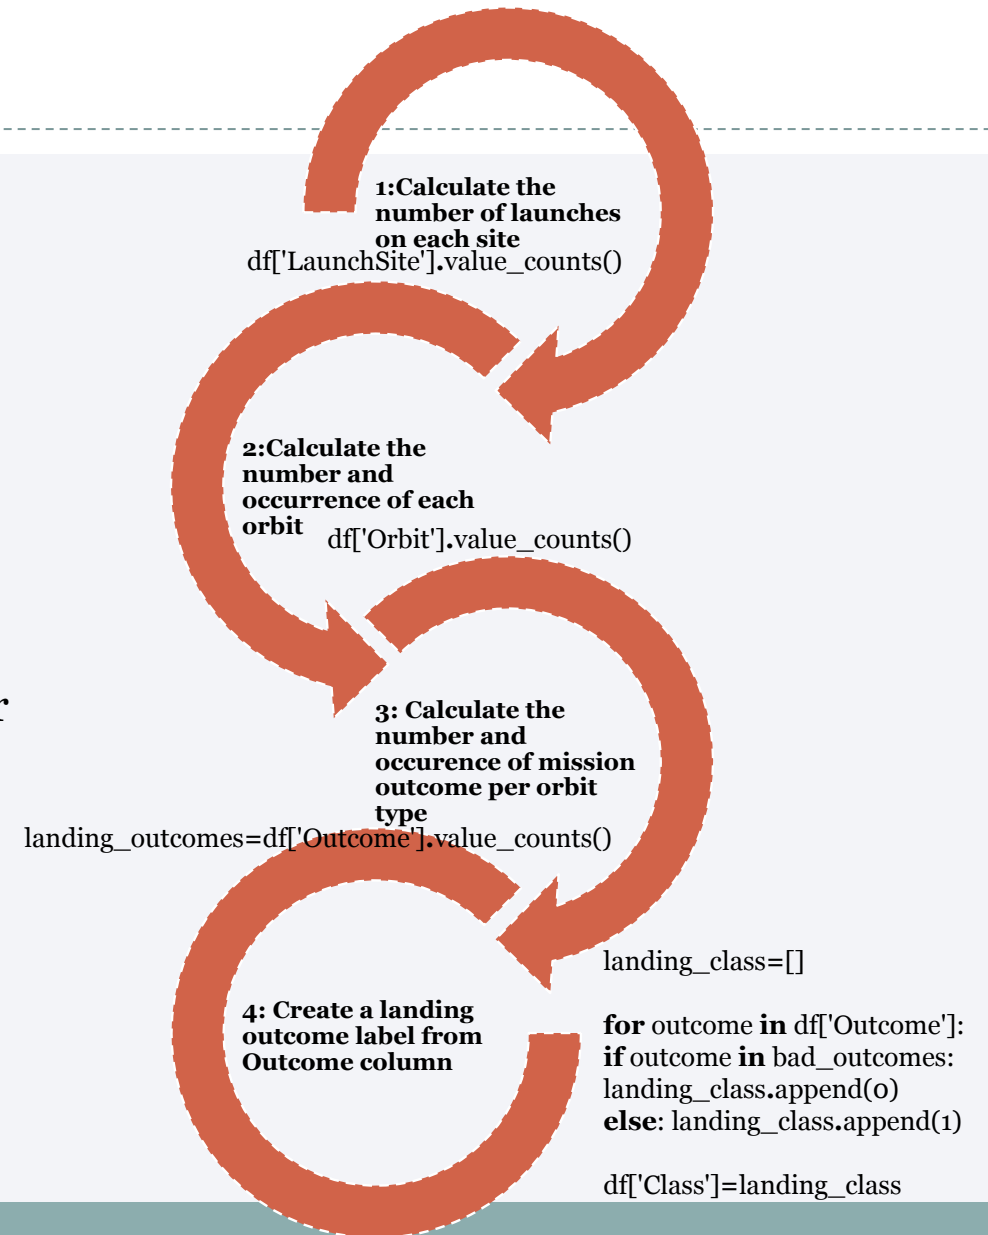 1:Calculate the
number of launches
on each site
df['LaunchSite'].value_counts()
2:Calculate the
number and
occurrence of each
orbit
df['Orbit'].value_counts()
r
3: Calculate the
number and
occurence of mission
outcome per orbit
type
landing_outcomes=df['Outcome'].value_counts()
4: Create a landing
outcome label from
Outcome column
landing_class=[]
for outcome in df['Outcome']:
if outcome in bad_outcomes:
landing_class.append(0)
else: landing_class.append(1)
df['Class']=landing_class